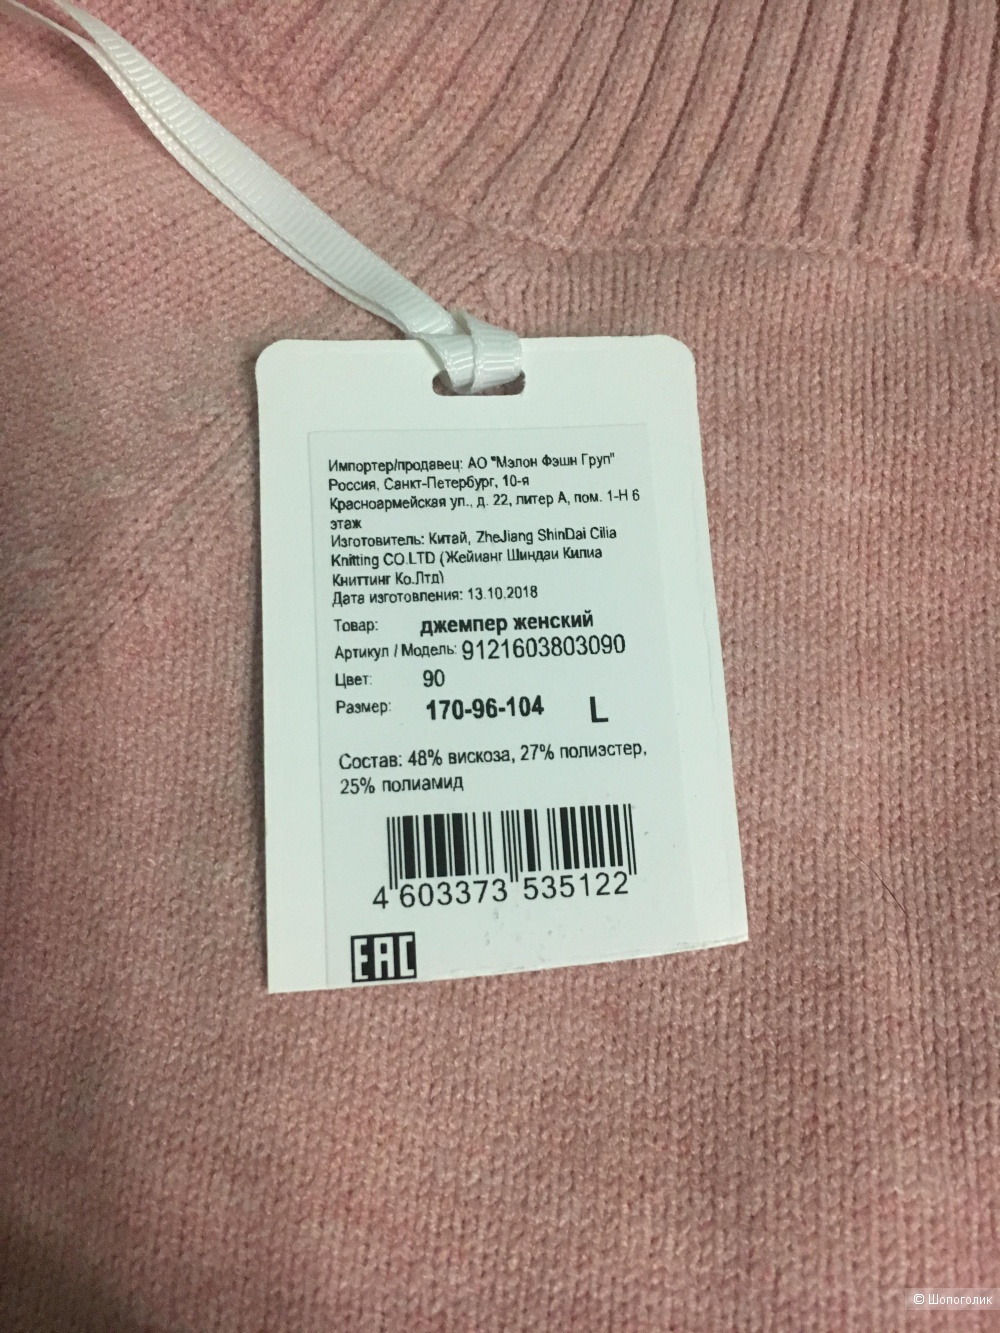 Импортер/продавец: АО "Мэлон Фэшн Груп"
Россия, Санкт-Петербург, 10-я
Красноармейская ул., д. 22, литер А, пом. 1-Н 6
этаж
Изготовитель: Китай, ZheJiang ShinDai Cilia
Knitting CO.LTD (Жейианг Шиндаи Килиа
Книттинг Ко.Лтд)
Дата изготовления: 13.10.2018
Товар: джемпер женский
Артикул / Модель: 9121603803090
Цвет: 90
Размер: 170-96-104 L
Состав: 48% вискоза, 27% полиэстер,
25% полиамид
4 603373 535122
EAC
© Шопоголик